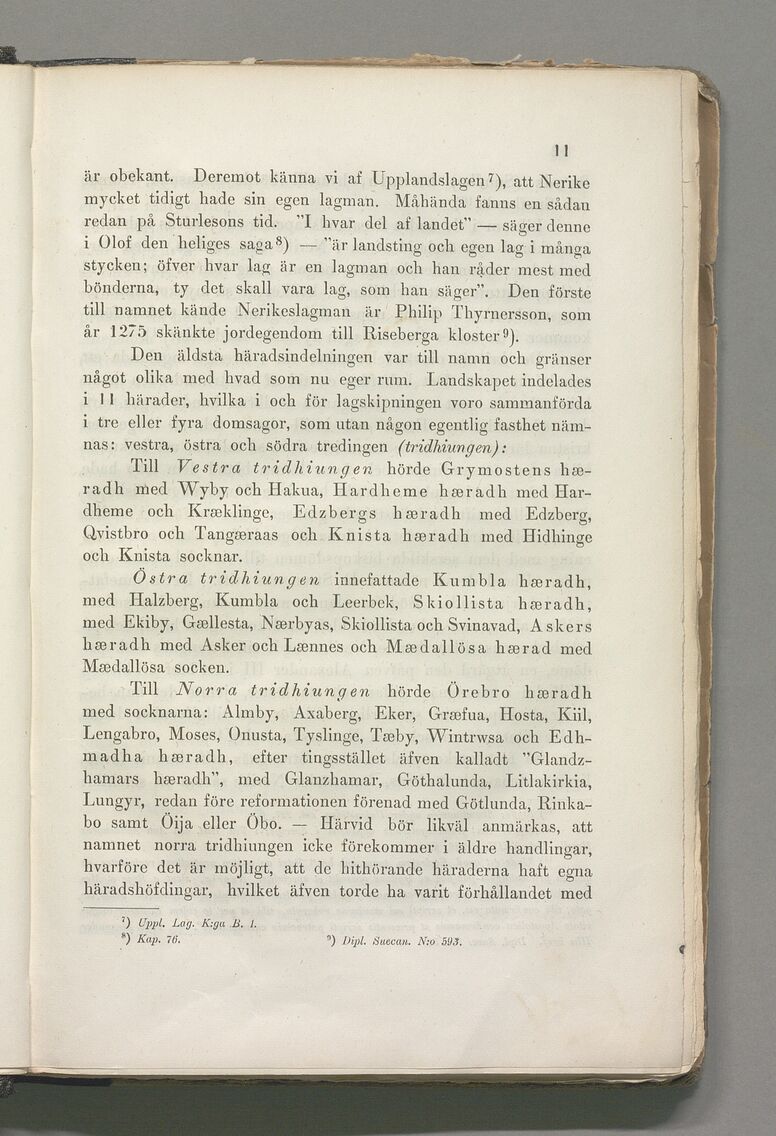 11
är obekant. Deremot känna vi af Upplandslagen⁷), att Nerike
mycket tidigt hade sin egen lagman. Måhända fanns en sådan
redan på Sturlesons tid. "I hvar del af landet" — säger denne
i Olof den heliges saga⁸) — "är landsting och egen lag i många
stycken; öfver hvar lag är en lagman och han råder mest med
bönderna, ty det skall vara lag, som han säger". Den förste
till namnet kände Nerikeslagman är Philip Thyrnersson, som
år 1275 skänkte jordegendom till Riseberga kloster⁹).
Den äldsta häradsindelningen var till namn och gränser
något olika med hvad som nu eger rum. Landskapet indelades
i 11 härader, hvilka i och för lagskipningen voro sammanförda
i tre eller fyra domsagor, som utan någon egentlig fasthet näm-
nas: vestra, östra och södra tredingen (tridhiungen):
Till Vestra tridhiungen hörde Grymostens hæ-
radh med Wyby och Hakua, Hardheme hæradh med Har-
dheme och Kræklinge, Edzbergs hæradh med Edzberg,
Qvistbro och Tangæraas och Knista hæradh med Hidhinge
och Knista socknar.
Östra tridhiungen innefattade Kumbla hæradh,
med Halzberg, Kumbla och Leerbek, Skiollista hæradh,
med Ekiby, Gællesta, Nærbyas, Skiollista och Svinavad, Askers
hæradh med Asker och Lænnes och Mædallösa hærad med
Mædallösa socken.
Till Norra tridhiungen hörde Örebro hæradh
med socknarna: Almby, Axaberg, Eker, Græfua, Hosta, Kiil,
Lengabro, Moses, Onusta, Tyslinge, Tæby, Wintrwsa och Edh-
madha hæradh, efter tingsstället äfven kalladt "Glandz-
hamars hæradh", med Glanzhamar, Göthalunda, Litlakirkia,
Lungyr, redan före reformationen förenad med Götlunda, Rinka-
bo samt Öija eller Öbo. — Härvid bör likväl anmärkas, att
namnet norra tridhiungen icke förekommer i äldre handlingar,
hvarföre det är möjligt, att de hithörande häraderna haft egna
häradshöfdingar, hvilket äfven torde ha varit förhållandet med
⁷) Uppl. Lag. K:ga B. 1.
⁸) Kap. 76. ⁹) Dipl. Suecan. N:o 593.